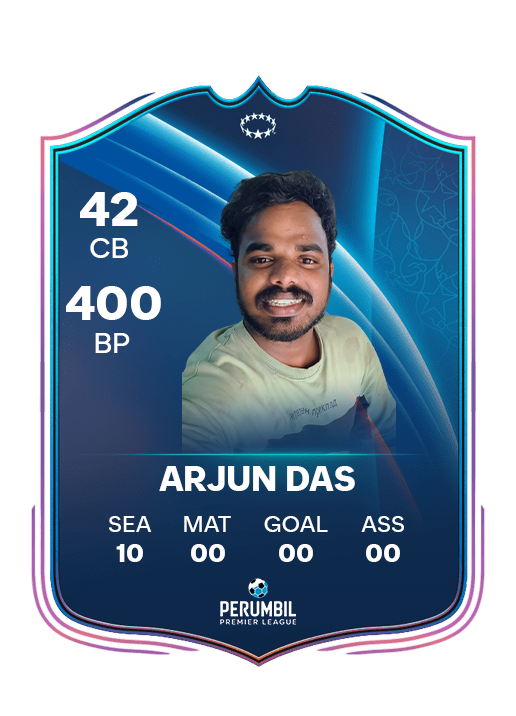 42
CB
400
BP
ARJUN DAS
SEA MAT GOAL ASS
10 00 00 00
PERUMBIL
PREMIER LEAGUE